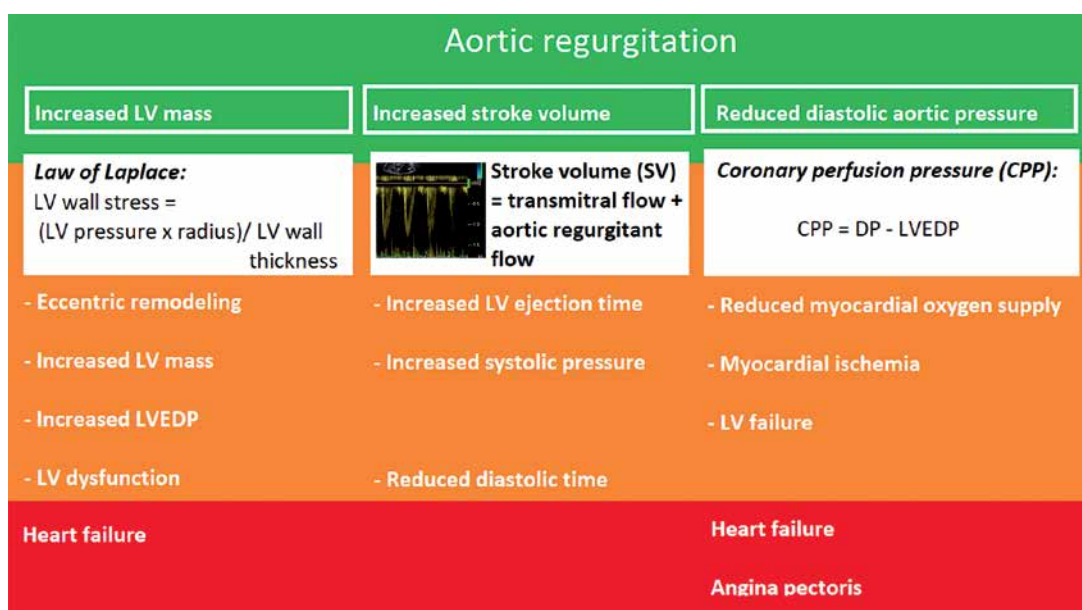 Aortic regurgitation
Increased LV mass
Law of Laplace:
LV wall stress =
(LV pressure x radius)/ LV wall
thickness
- Eccentric remodeling
- Increased LV mass
- Increased LVEDP
- LV dysfunction
Heart failure
Increased stroke volume
Stroke volume (SV)
= transmitral flow +
aortic regurgitant
flow
- Increased LV ejection time
- Increased systolic pressure
- Reduced diastolic time
Reduced diastolic aortic pressure
Coronary perfusion pressure (CPP):
CPP = DP - LVEDP
- Reduced myocardial oxygen supply
- Myocardial ischemia
- LV failure
Heart failure
Angina pectoris